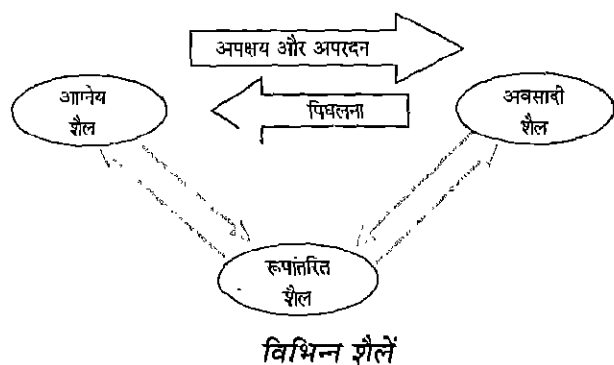 अपक्षय और अपरदन
आग्नेय
शैल
पिघलना
अवसादी
शैल
रूपांतरित
शैल
विभिन्न शैलें